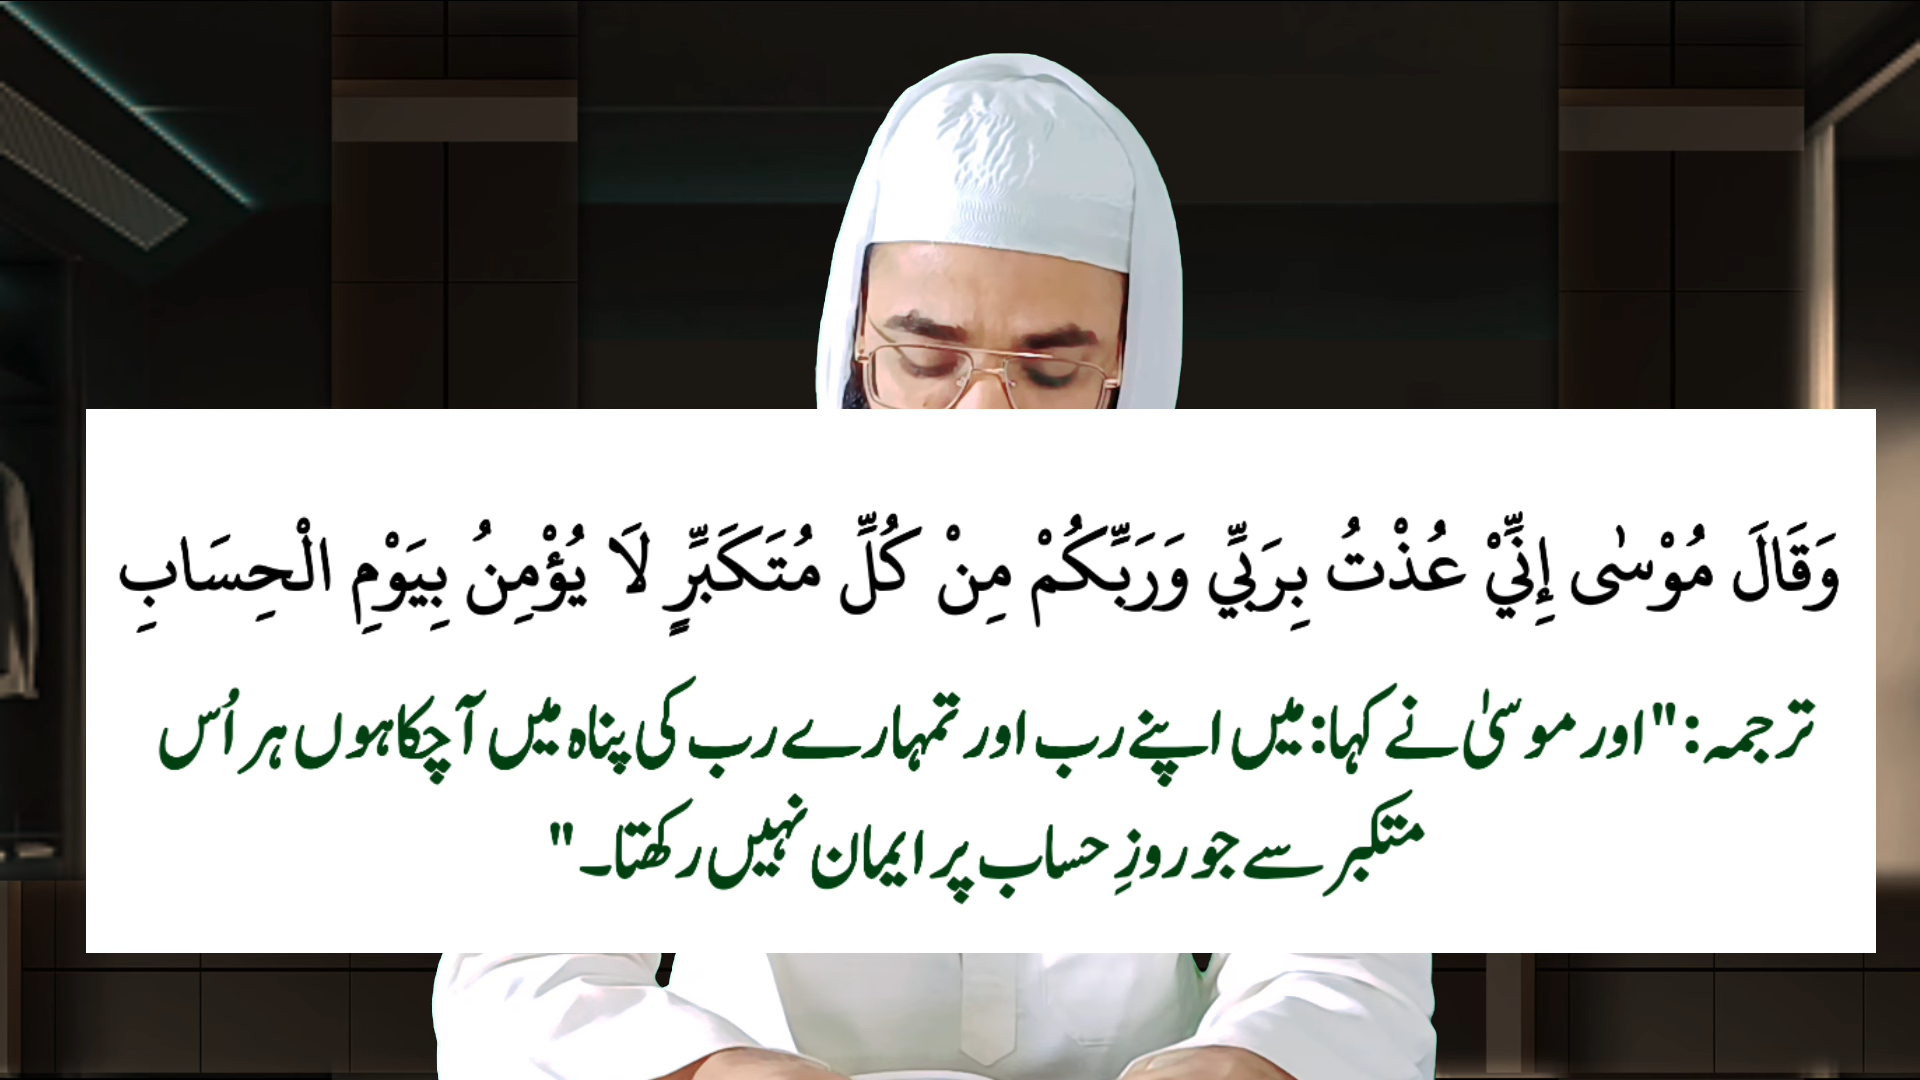 وَقَالَ مُوْسٰى إِنِّيْ عُذْتُ بِرَبِّي وَرَبِّكُمْ مِنْ كُلِّ مُتَكَبِّرٍ لَا يُؤْمِنُ بِيَوْمِ الْحِسَابِ
ترجمہ: "اور موسیٰ نے کہا: میں اپنے رب اور تمہارے رب کی پناہ میں آ چکا ہوں ہر اُس
متکبر سے جو روزِ حساب پر ایمان نہیں رکھتا۔"